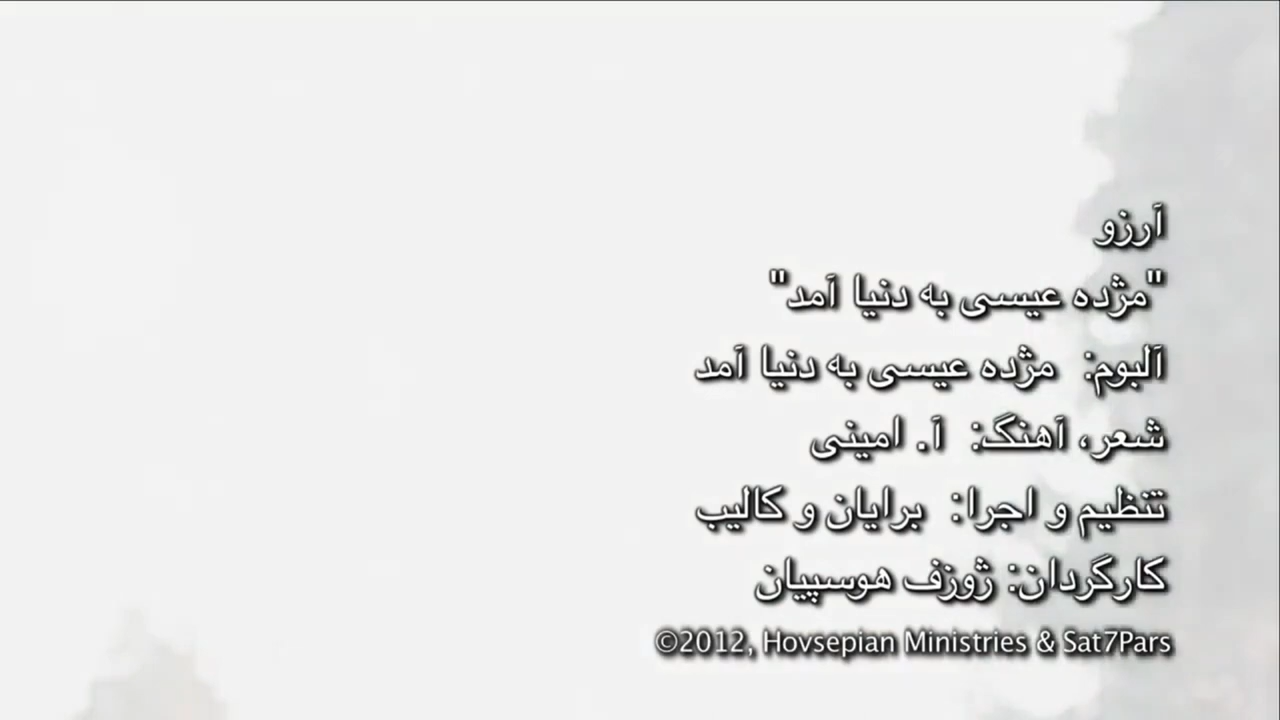 آرزو
"مژده عیسی به دنیا آمد"
آلبوم: مژده عیسی به دنیا آمد
شعر، آهنگ: آ. امینی
تنظیم و اجرا: برایان و کالیب
کارگردان: ژوزف هوسپیان
©2012, Hovsepian Ministries & Sat7Pars